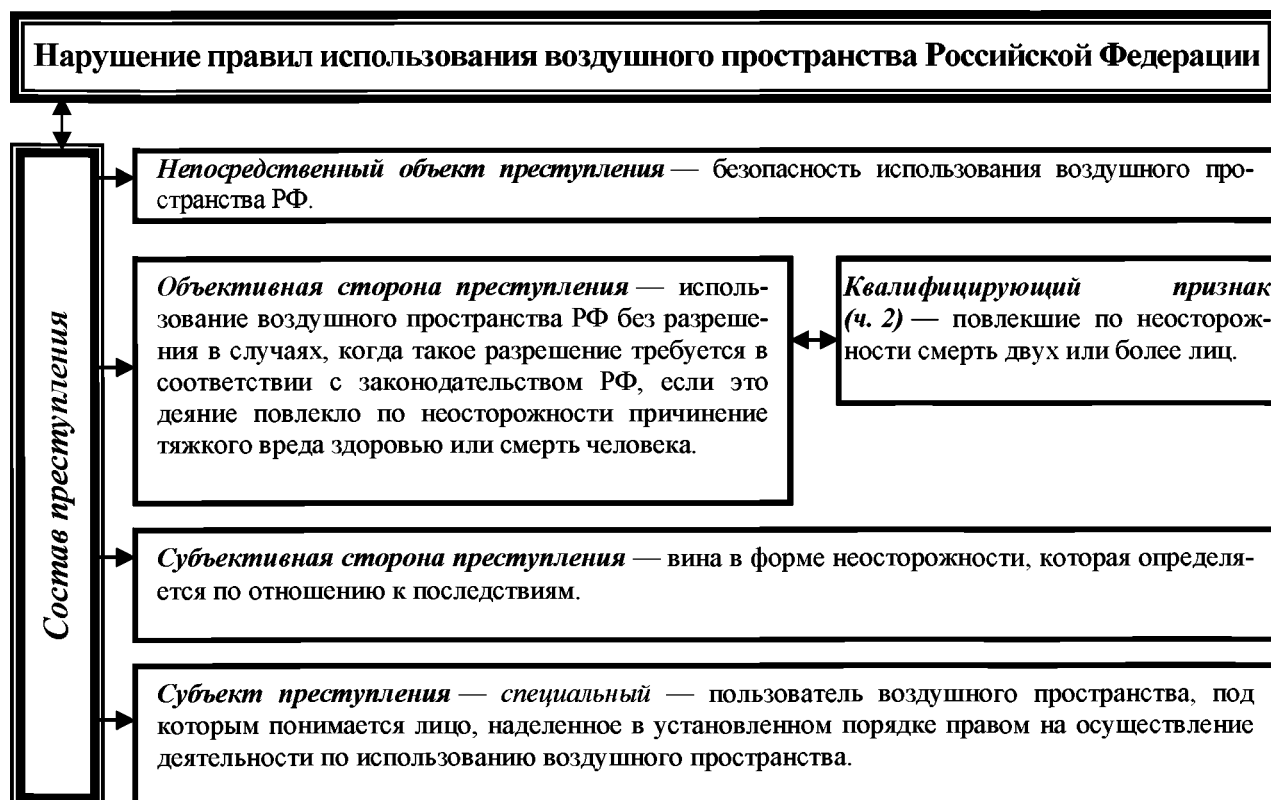 Нарушение правил использования воздушного пространства Российской Федерации
Состав преступления
Непосредственный объект преступления — безопасность использования воздушного про-
странства РФ.
Объективная сторона преступления — исполь-
зование воздушного пространства РФ без разреше-
ния в случаях, когда такое разрешение требуется в
соответствии с законодательством РФ, если это
деяние повлекло по неосторожности причинение
тяжкого вреда здоровью или смерть человека.
Квалифицирующий признак
(ч. 2) — повлекшие по неосторож-
ности смерть двух или более лиц.
Субъективная сторона преступления — вина в форме неосторожности, которая определя-
ется по отношению к последствиям.
Субъект преступления — специальный — пользователь воздушного пространства, под
которым понимается лицо, наделенное в установленном порядке правом на осуществление
деятельности по использованию воздушного пространства.